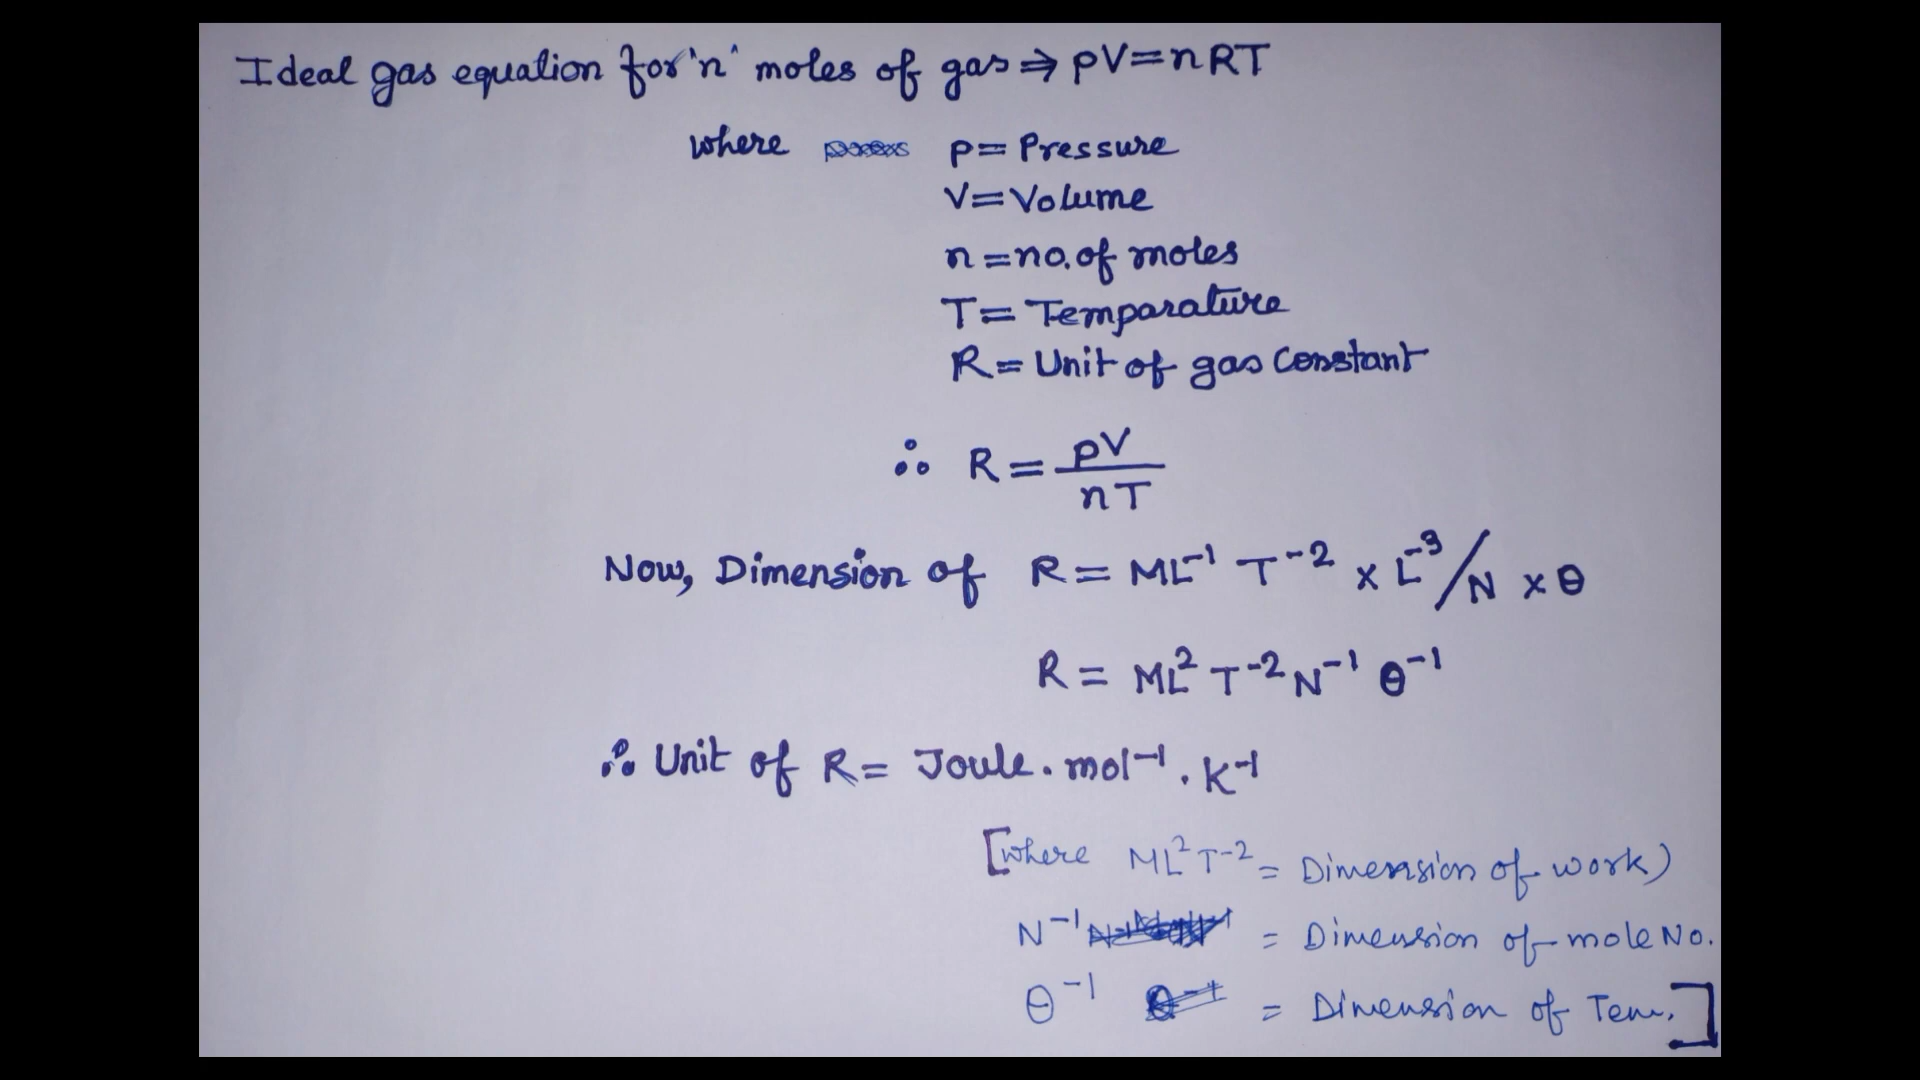 Ideal gas equation for 'n' moles of gas ⇒ pV=nRT
where p= Pressure
V=Volume
n=no.of moles
T= Temparature
R= Unit of gas Constant
∴ R= pV/nT
Now, Dimension of R= ML⁻¹ T⁻² x L⁻³/N x θ
R= ML² T⁻² N⁻¹ θ⁻¹
∴ Unit of R= Joule. mol⁻¹. K⁻¹
[where ML² T⁻² = Dimension of work)
N⁻¹ = Dimension of mole No.
θ⁻¹ = Dimension of Tem.]